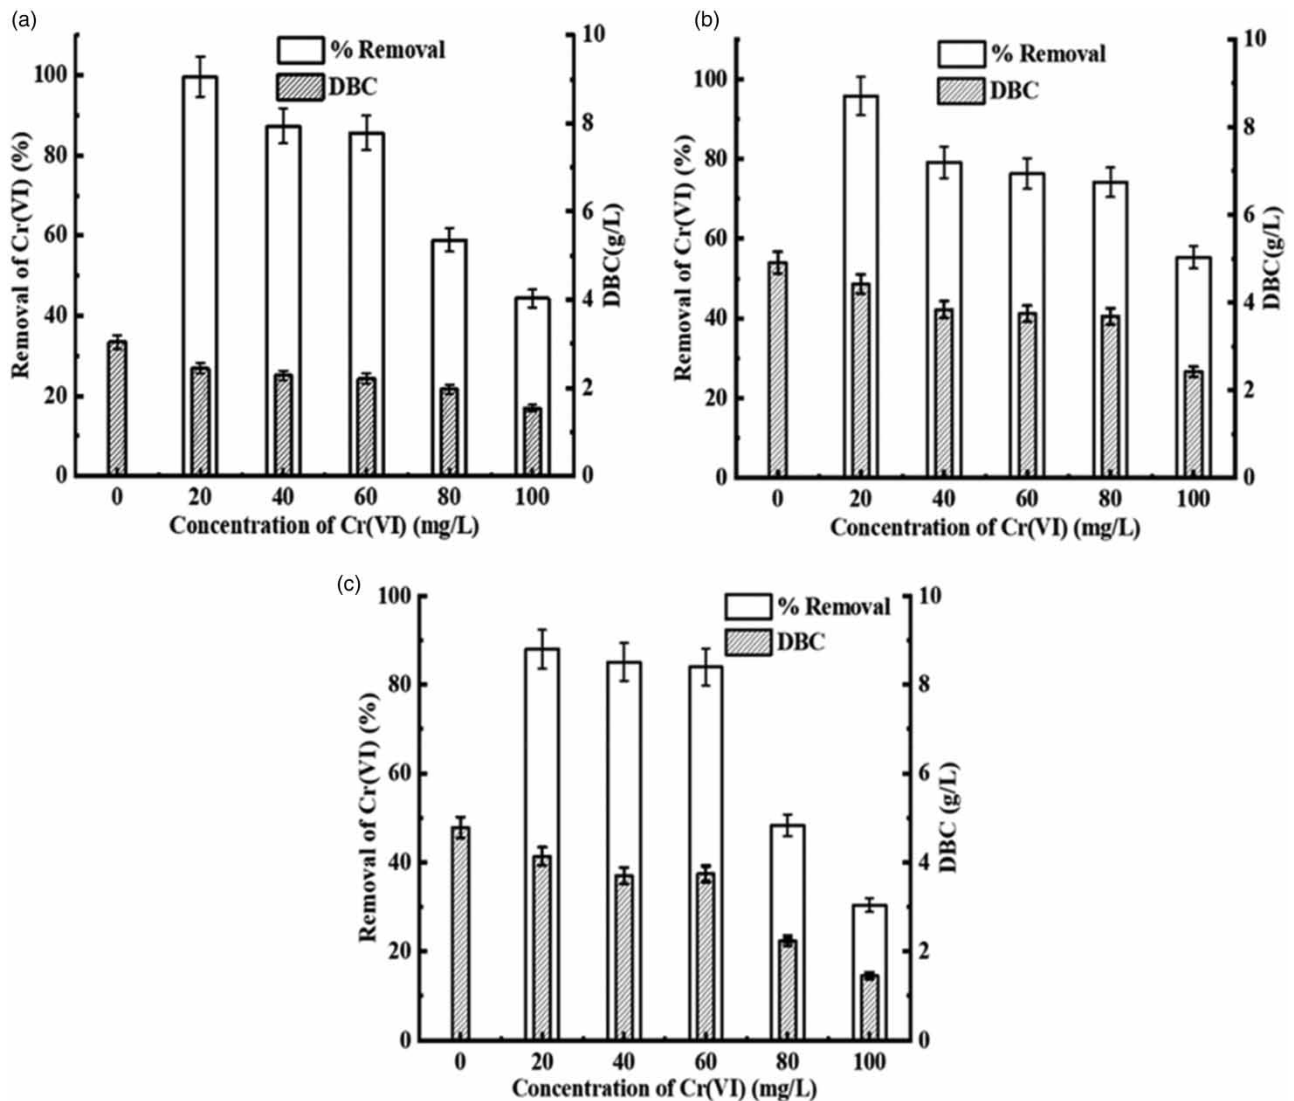 (a)
% Removal
DBC
Removal of Cr(VI) (%)
100
80
60
40
20
0
10
8
6
4
2
0
DBC(g/L)
0 20 40 60 80 100
Concentration of Cr(VI) (mg/L)
(b)
% Removal
DBC
Removal of Cr(VI) (%)
100
80
60
40
20
0
10
8
6
4
2
0
DBC(g/L)
0 20 40 60 80 100
Concentration of Cr(VI) (mg/L)
(c)
% Removal
DBC
Removal of Cr(VI) (%)
100
80
60
40
20
0
10
8
6
4
2
0
DBC (g/L)
0 20 40 60 80 100
Concentration of Cr(VI) (mg/L)